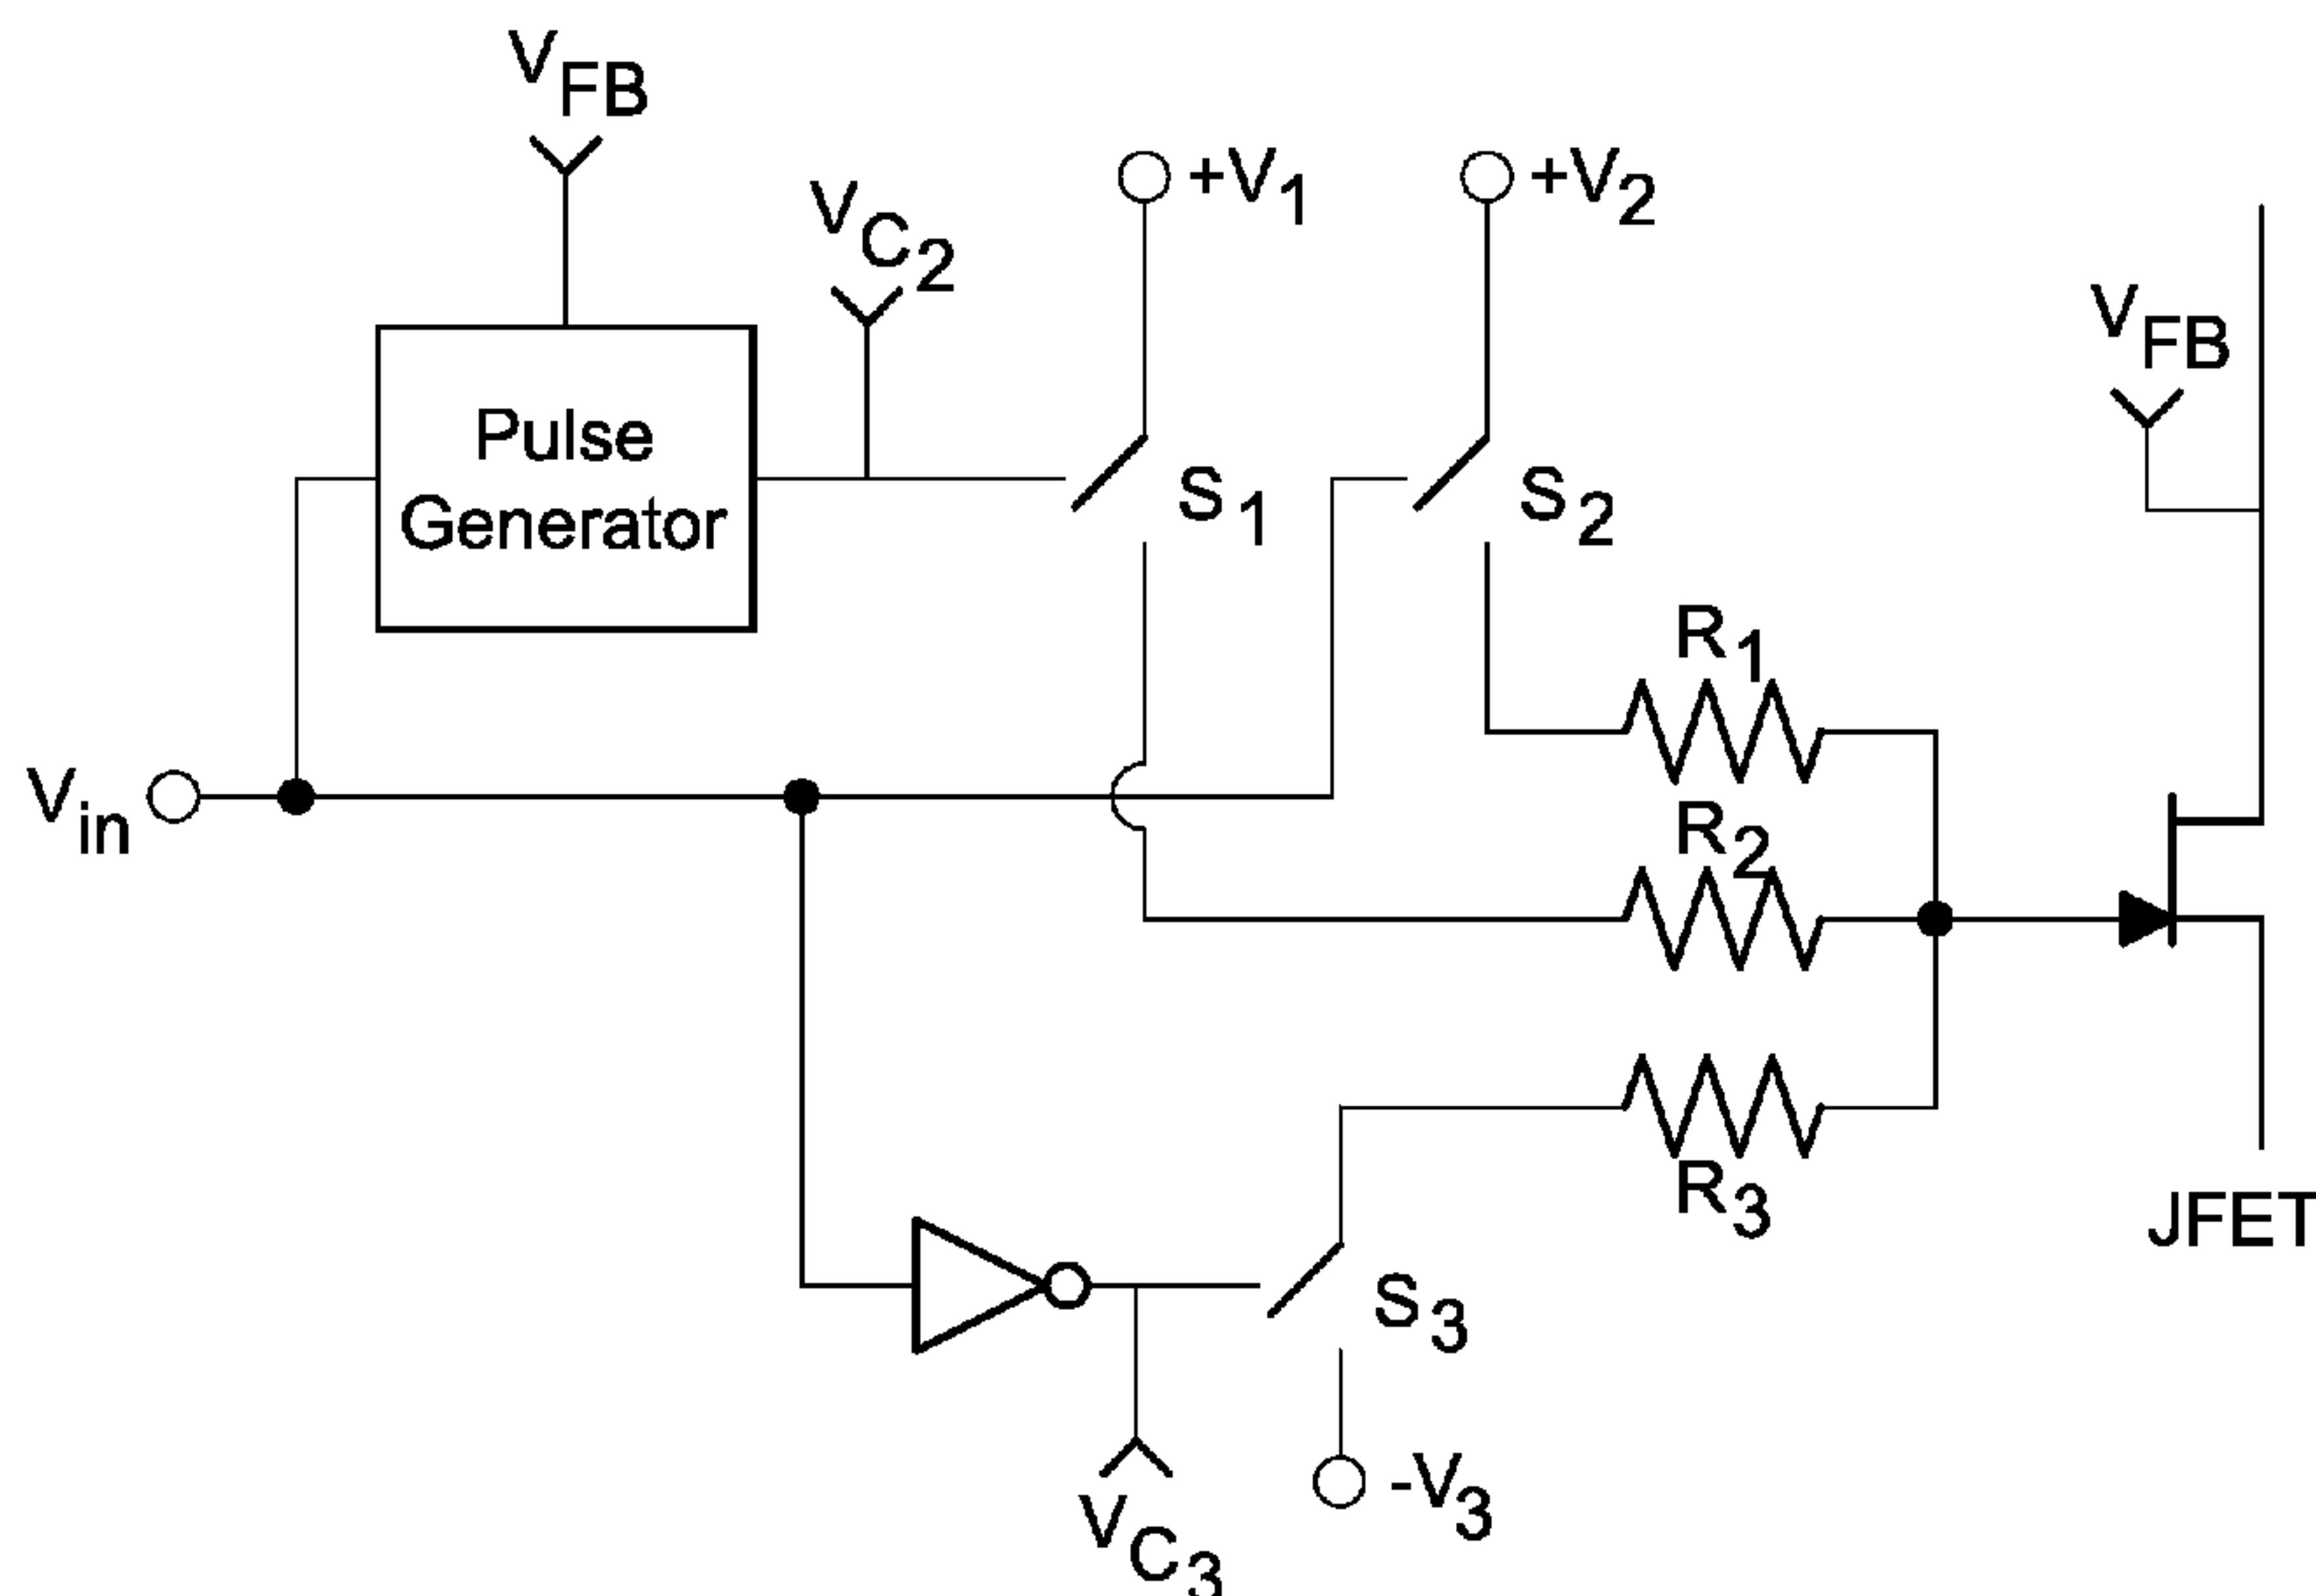 VFB
VC2
+V1
+V2
VFB
Pulse
Generator
S1
S2
R1
Vin
R2
R3
JFET
S3
-V3
VC3